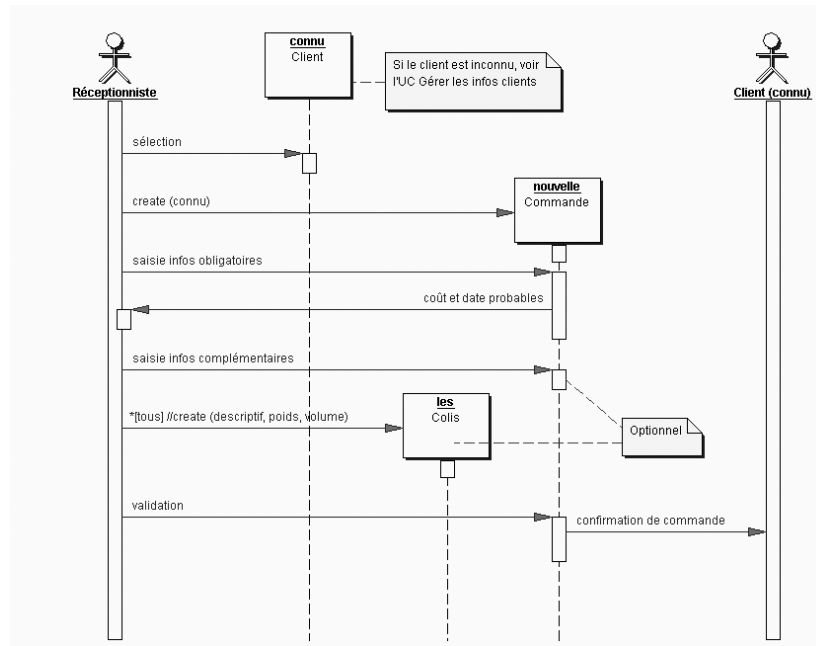 connu
Client
Si le client est inconnu, voir
l'UC Gérer les infos clients
Réceptionniste
Client (connu)
sélection
nouvelle
Commande
create (connu)
saisie infos obligatoires
coût et date probables
saisie infos complémentaires
les
Colis
*[tous] //create (descriptif, poids, volume)
Optionnel
validation
confirmation de commande